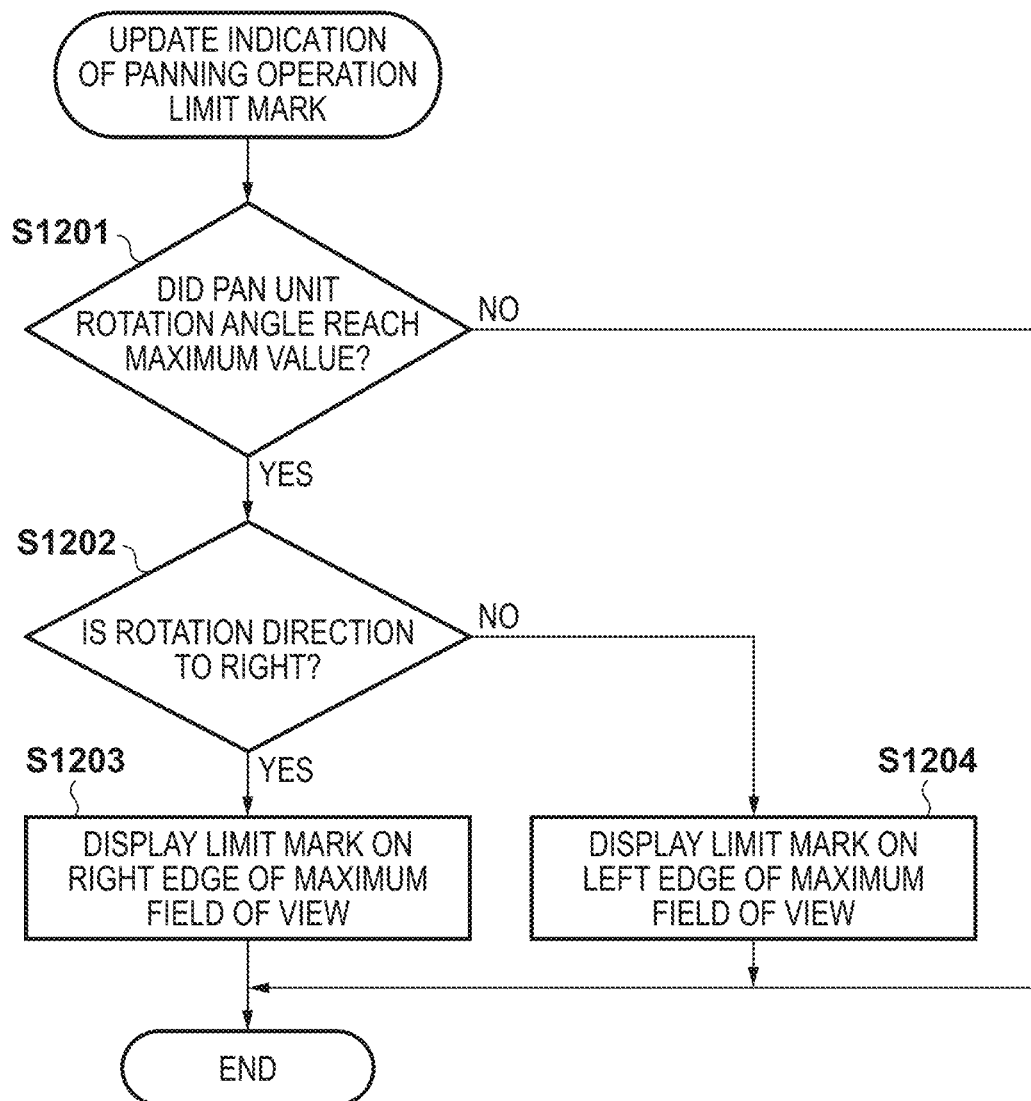 UPDATE INDICATION
OF PANNING OPERATION
LIMIT MARK
S1201
DID PAN UNIT
ROTATION ANGLE REACH
MAXIMUM VALUE?
NO
YES
S1202
IS ROTATION DIRECTION
TO RIGHT?
NO
YES
S1203
DISPLAY LIMIT MARK ON
RIGHT EDGE OF MAXIMUM
FIELD OF VIEW
S1204
DISPLAY LIMIT MARK ON
LEFT EDGE OF MAXIMUM
FIELD OF VIEW
END